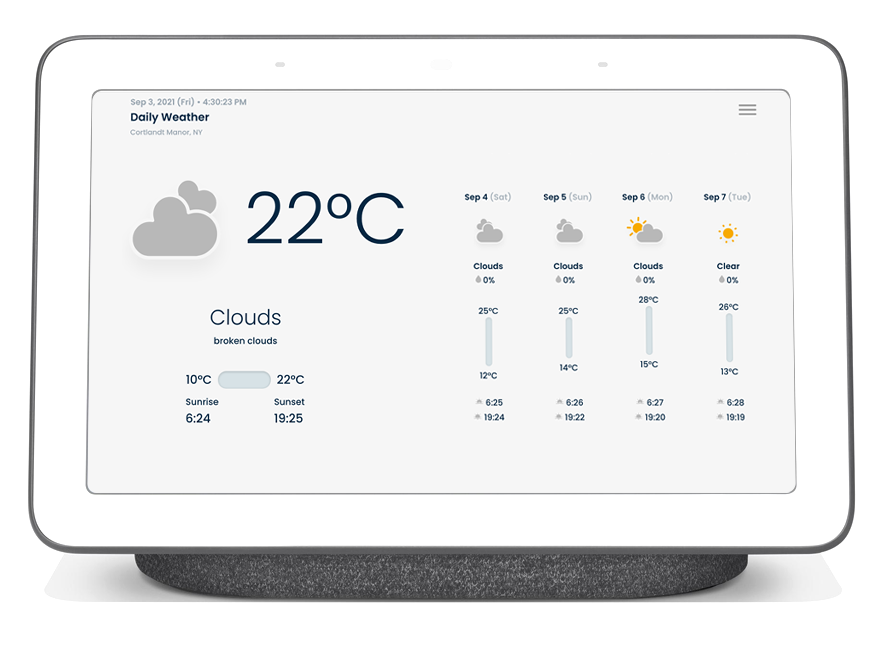 Sep 3, 2021 (Fri) • 4:30:23 PM
Daily Weather
Cortlandt Manor, NY
22ºC
Clouds
broken clouds
10ºC 22ºC
Sunrise Sunset
6:24 19:25
Sep 4 (Sat) Sep 5 (Sun) Sep 6 (Mon) Sep 7 (Tue)
Clouds Clouds Clouds Clear
0% 0% 0% 0%
25ºC 25ºC 28ºC 26ºC
12ºC 14ºC 15ºC 13ºC
6:25 6:26 6:27 6:28
19:24 19:22 19:20 19:19